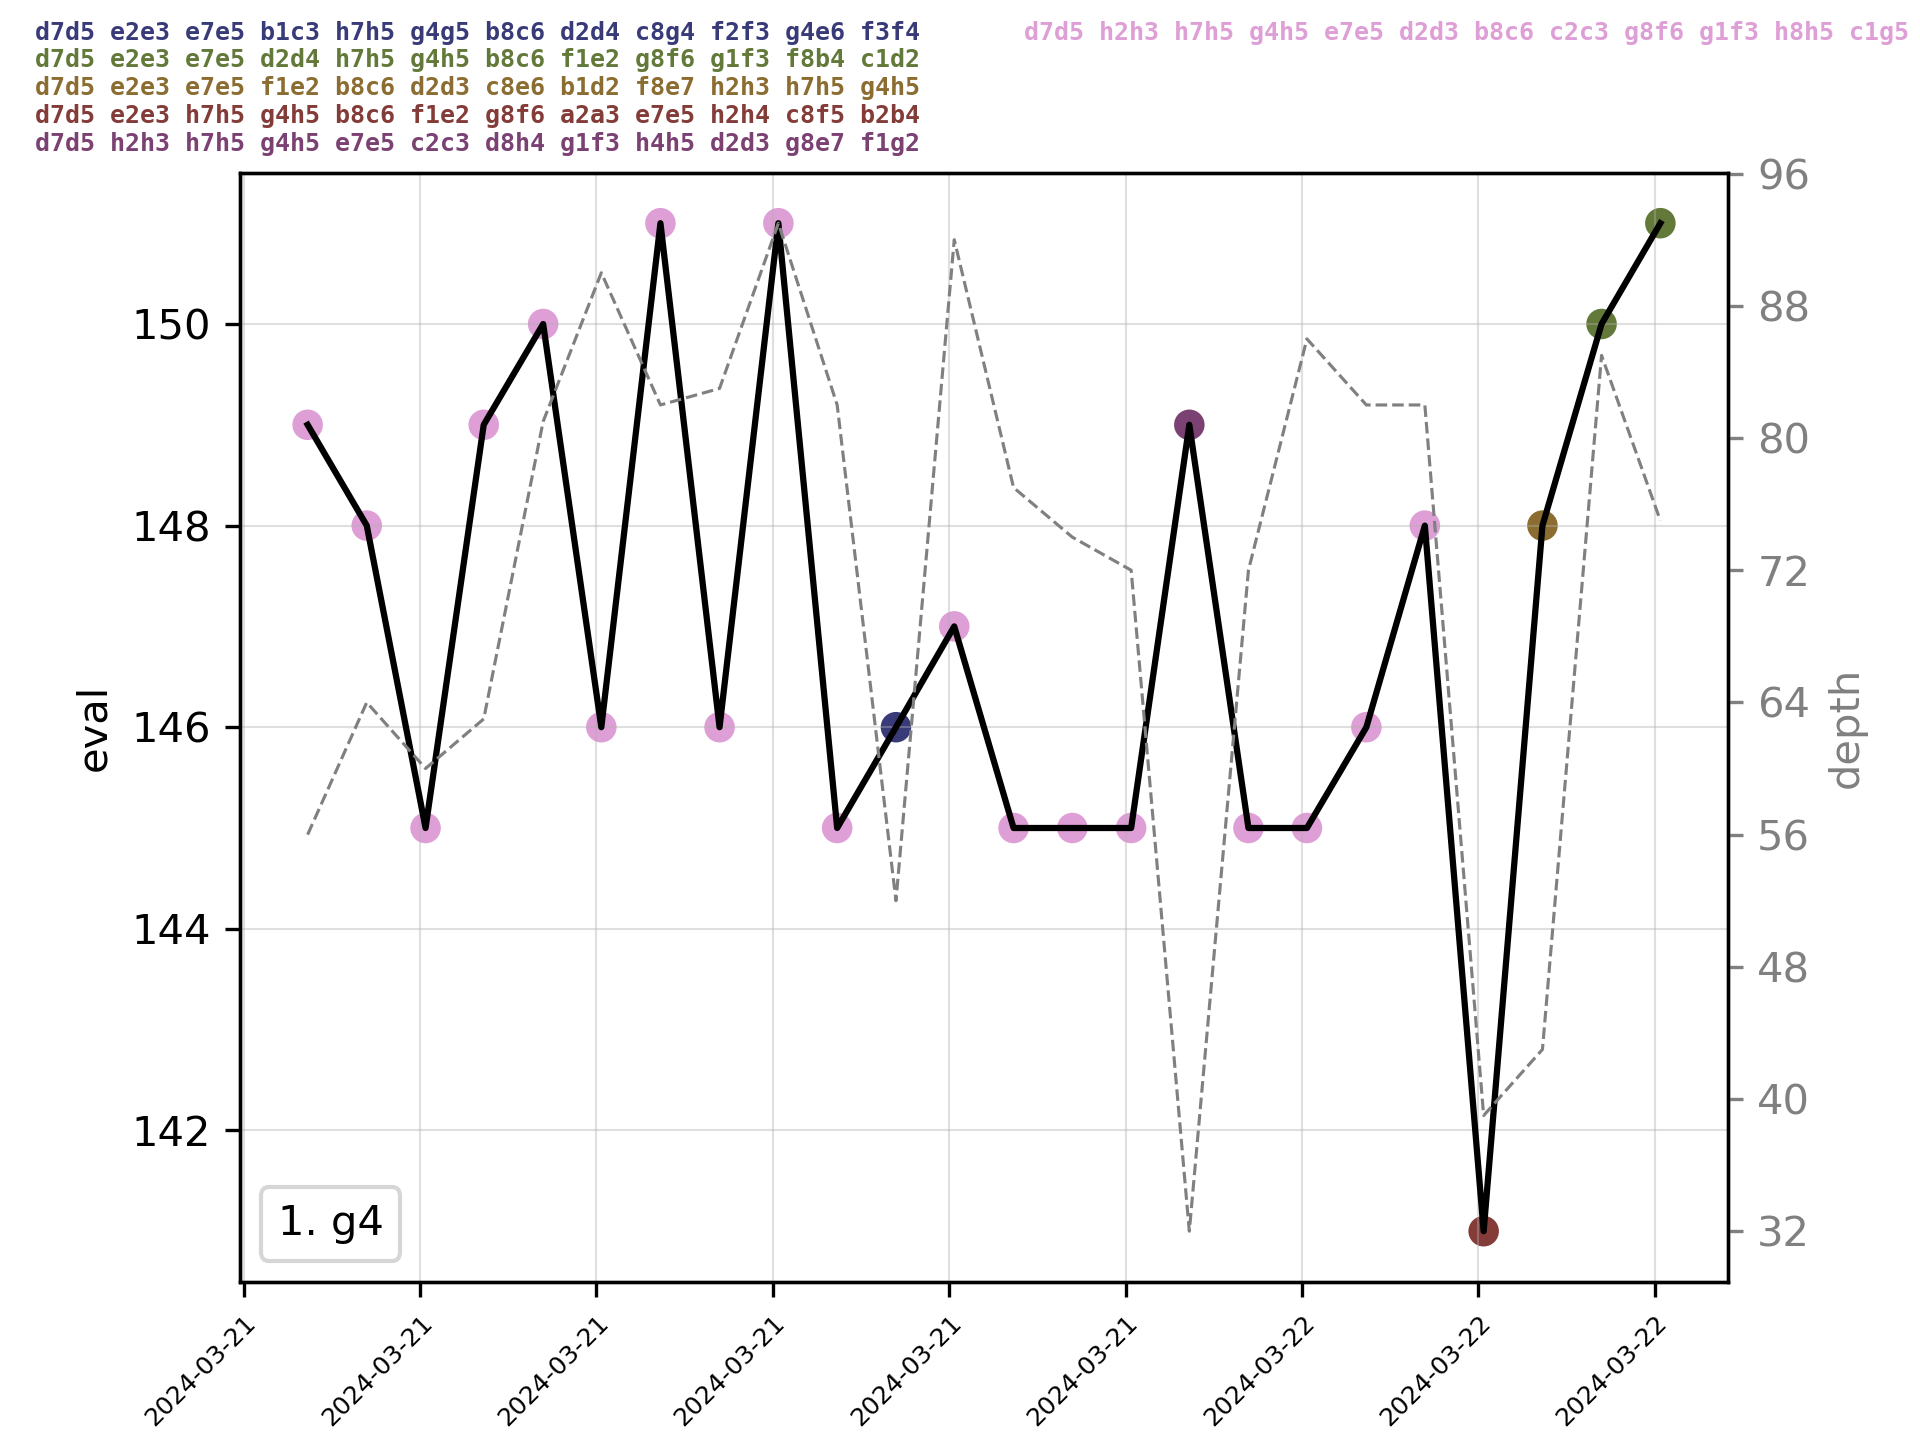 d7d5 e2e3 e7e5 b1c3 h7h5 g4g5 b8c6 d2d4 c8g4 f2f3 g4e6 f3f4
d7d5 e2e3 e7e5 d2d4 h7h5 g4h5 b8c6 f1e2 g8f6 g1f3 f8b4 c1d2
d7d5 e2e3 e7e5 f1e2 b8c6 d2d3 c8e6 b1d2 f8e7 h2h3 h7h5 g4h5
d7d5 e2e3 h7h5 g4h5 b8c6 f1e2 g8f6 a2a3 e7e5 h2h4 c8f5 b2b4
d7d5 h2h3 h7h5 g4h5 e7e5 c2c3 d8h4 g1f3 h4h5 d2d3 g8e7 f1g2
d7d5 h2h3 h7h5 g4h5 e7e5 d2d3 b8c6 c2c3 g8f6 g1f3 h8h5 c1g5
150
148
146
144
142
eval
96
88
80
72
64
56
48
40
32
depth
1. g4
2024-03-21
2024-03-21
2024-03-21
2024-03-21
2024-03-21
2024-03-21
2024-03-22
2024-03-22
2024-03-22